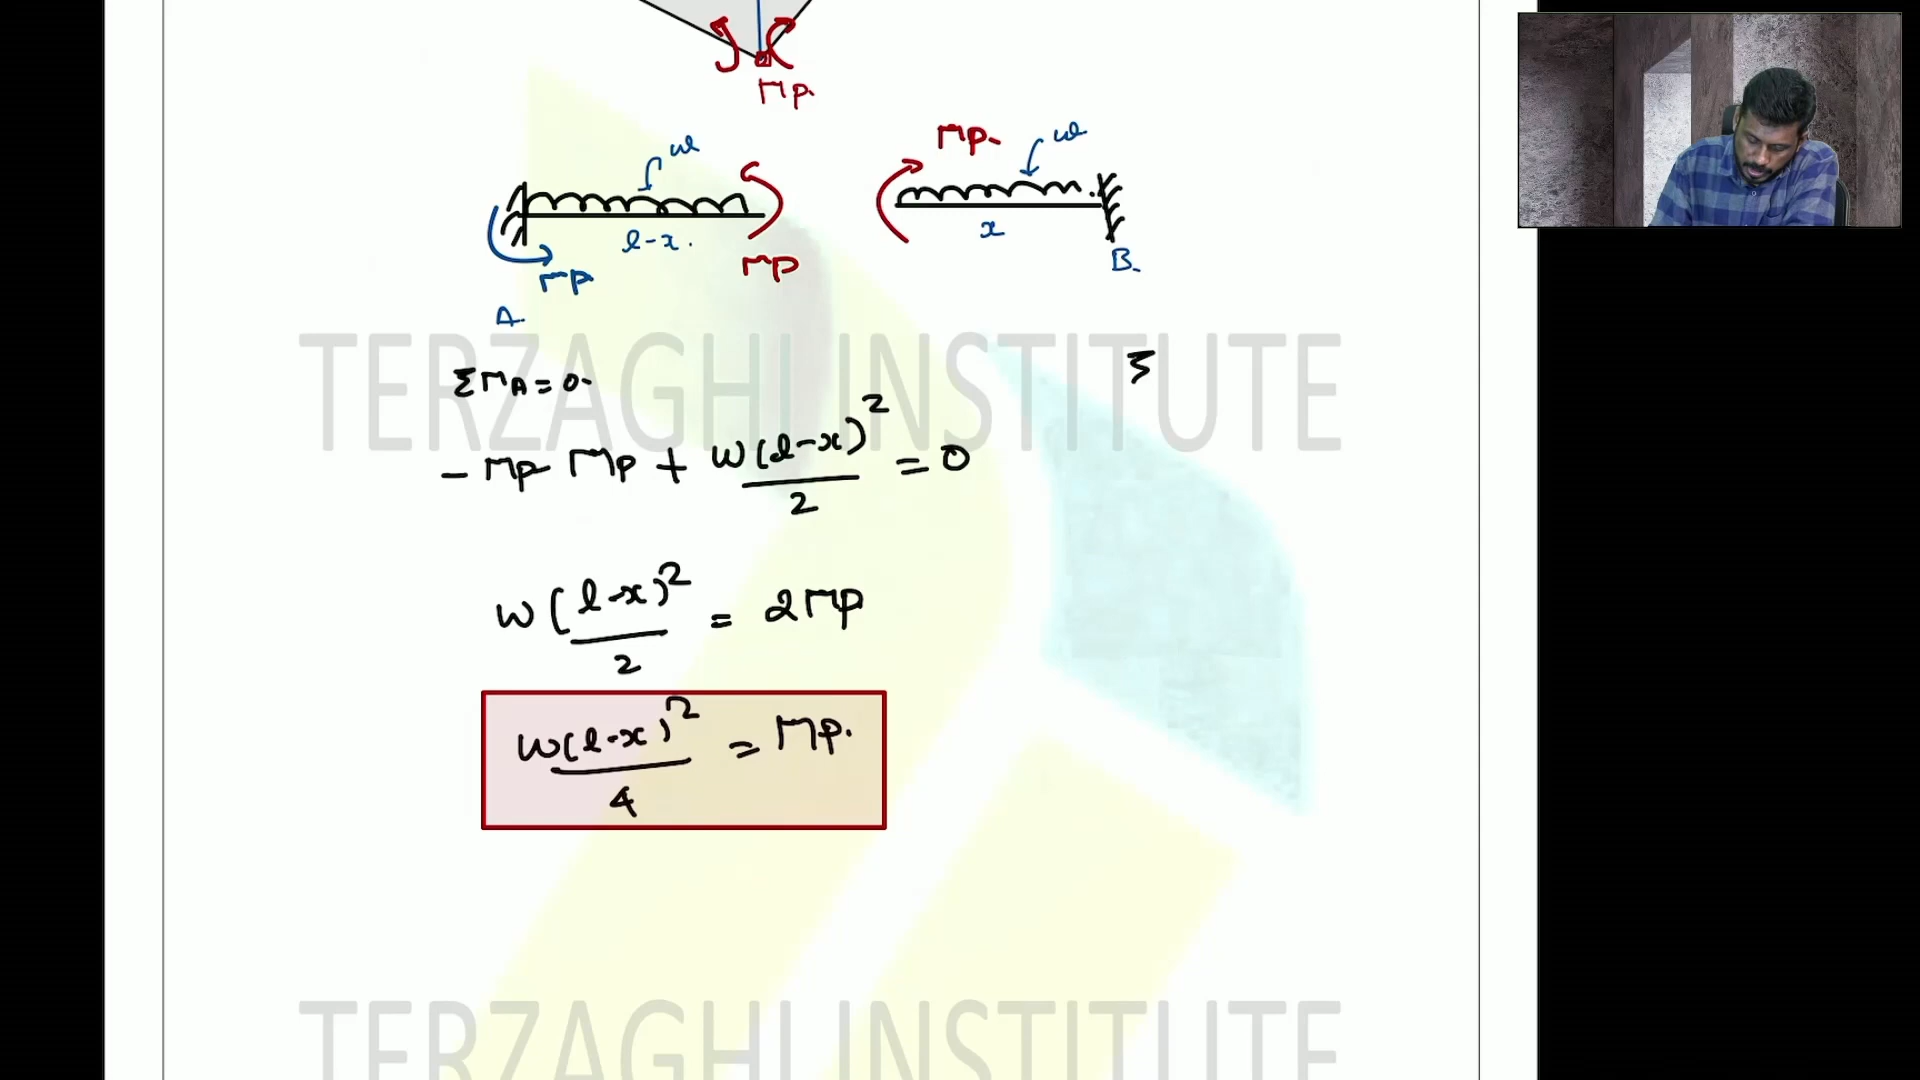 Mp.
w
Mp.
w
l-x.
x
Mp
Mp
A.
B.
TERZAGHI INSTITUTE
ΣMA=0.
Σ
- Mp - Mp + w(l-x)²/2 = 0
w(l-x)²/2 = 2Mp
w(l-x)²/4 = Mp.
TERZAGHI INSTITUTE